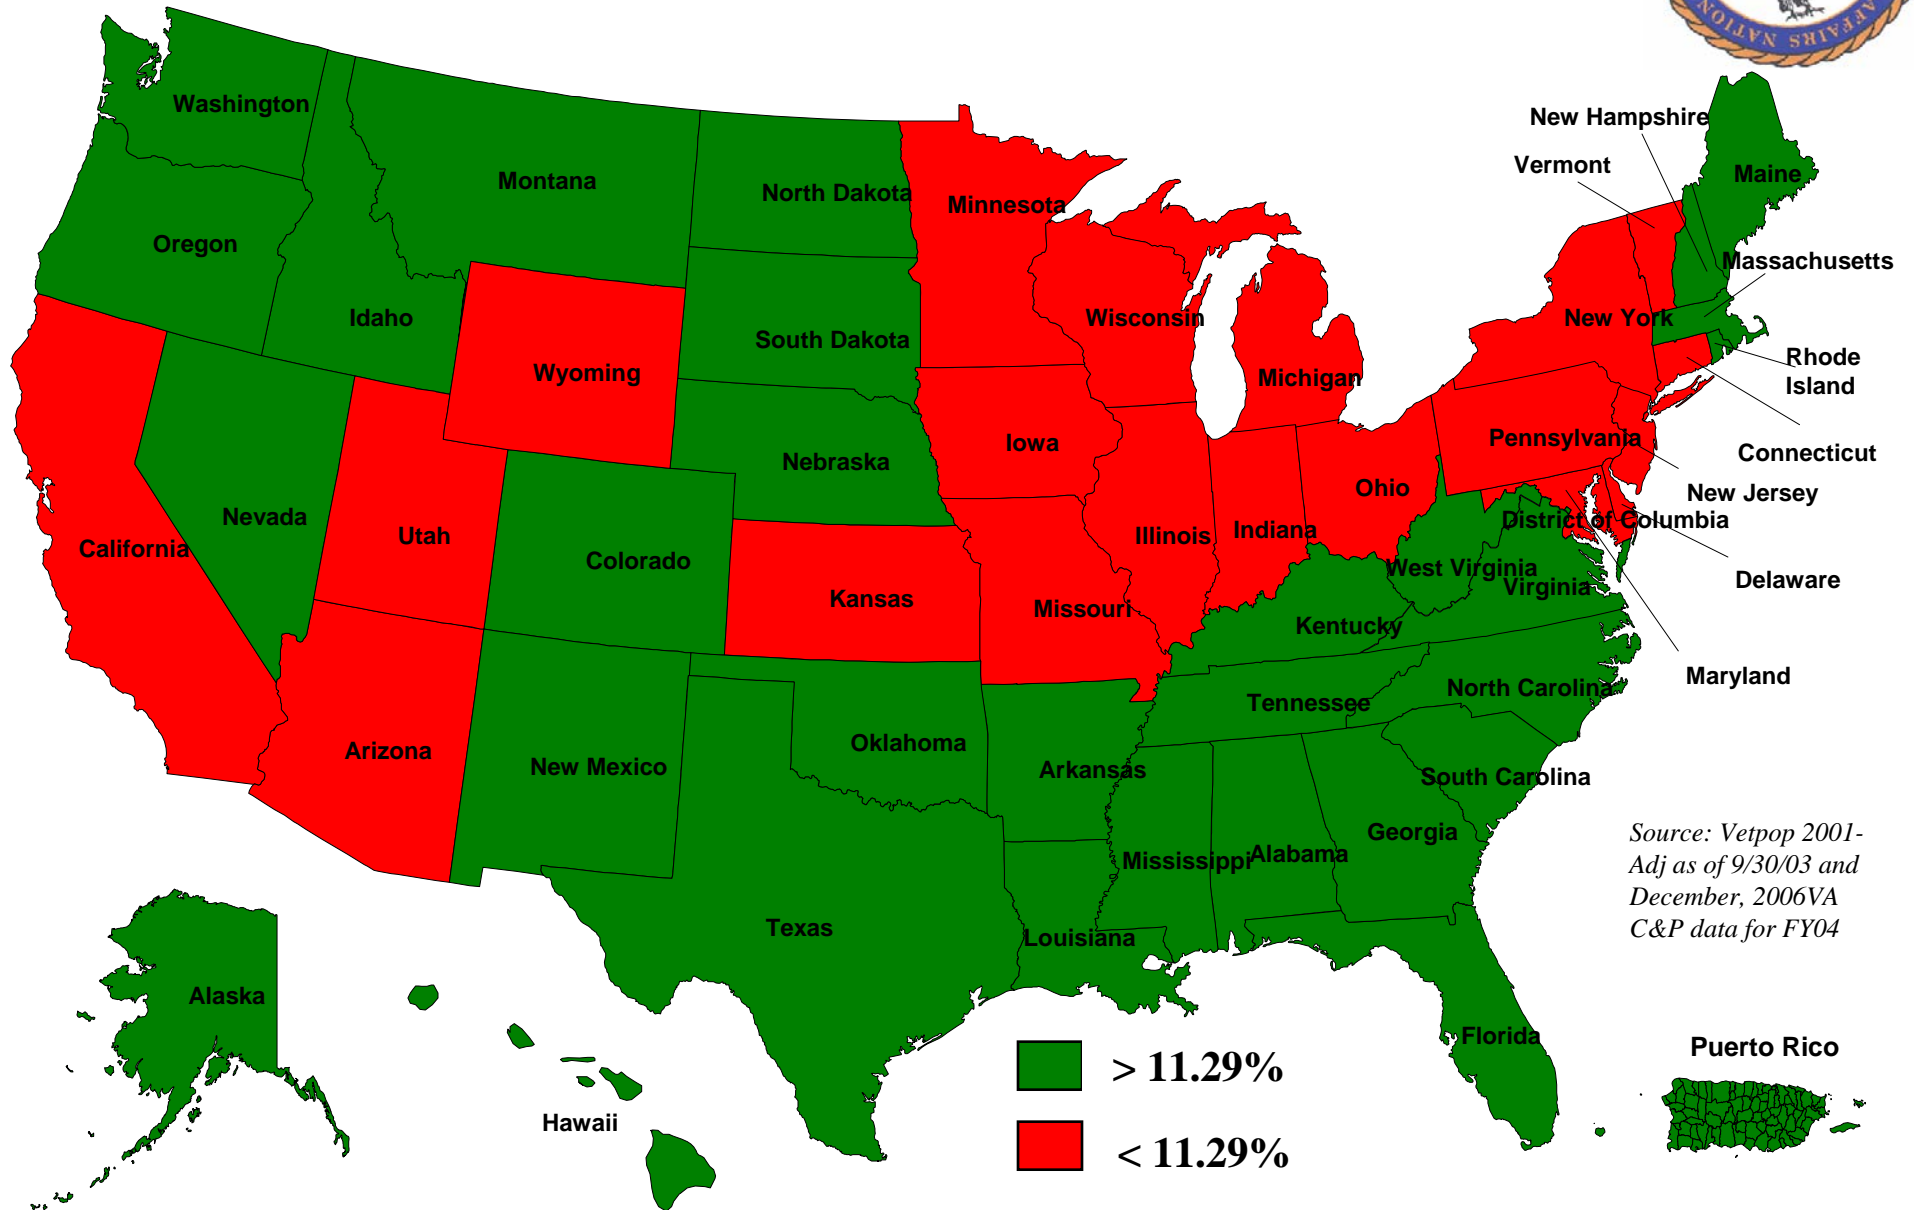 AFFAIRS NATION
Washington
Montana
North Dakota
Minnesota
New Hampshire
Vermont
Maine
Oregon
Idaho
Wyoming
South Dakota
Wisconsin
Michigan
New York
Massachusetts
Rhode
Island
Connecticut
Pennsylvania
New Jersey
Nebraska
Iowa
Ohio
Nevada
Utah
California
Colorado
Kansas
Missouri
Illinois
Indiana
District of Columbia
West Virginia
Virginia
Delaware
Kentucky
Maryland
Tennessee
North Carolina
Arizona
New Mexico
Oklahoma
Arkansas
South Carolina
Georgia
Mississippi
Alabama
Texas
Louisiana
Florida
Source: Vetpop 2001-
Adj as of 9/30/03 and
December, 2006VA
C&P data for FY04
Alaska
Hawaii
> 11.29%
< 11.29%
Puerto Rico